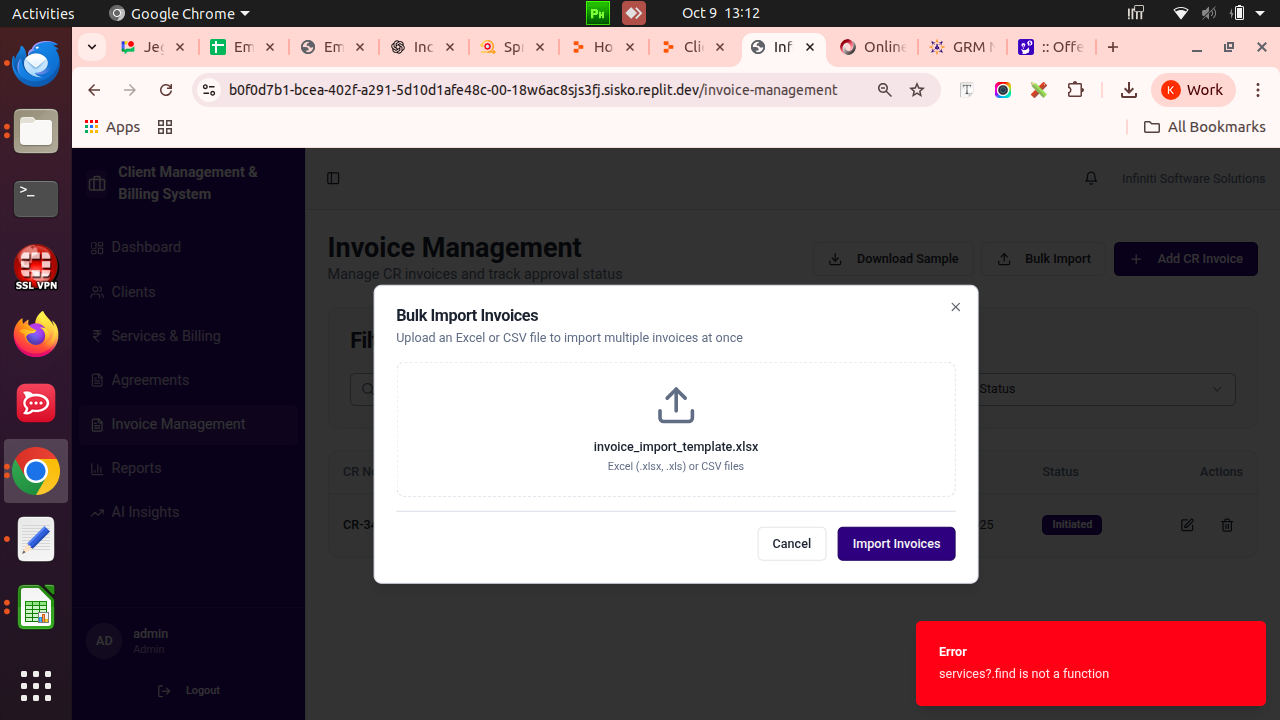 Activities
Google Chrome
Oct 9 13:12
Jeg
Em
Em
Inc
Spr
Ho
Clie
Inf
Online
GRM
:: Offe
b0f0d7b1-bcea-402f-a291-5d10d1afe48c-00-18w6ac8sjs3fj.sisko.replit.dev/invoice-management
K Work
Apps
All Bookmarks
Client Management &
Billing System
Infiniti Software Solutions
Dashboard
Clients
Services & Billing
Agreements
Invoice Management
Reports
AI Insights
AD
admin
Admin
Logout
SSL VPN
Invoice Management
Manage CR invoices and track approval status
Download Sample
Bulk Import
Add CR Invoice
Status
CR N
Status
Actions
CR-34
25
Initiated
Bulk Import Invoices
Upload an Excel or CSV file to import multiple invoices at once
invoice_import_template.xlsx
Excel (.xlsx, .xls) or CSV files
Cancel
Import Invoices
Error
services?.find is not a function